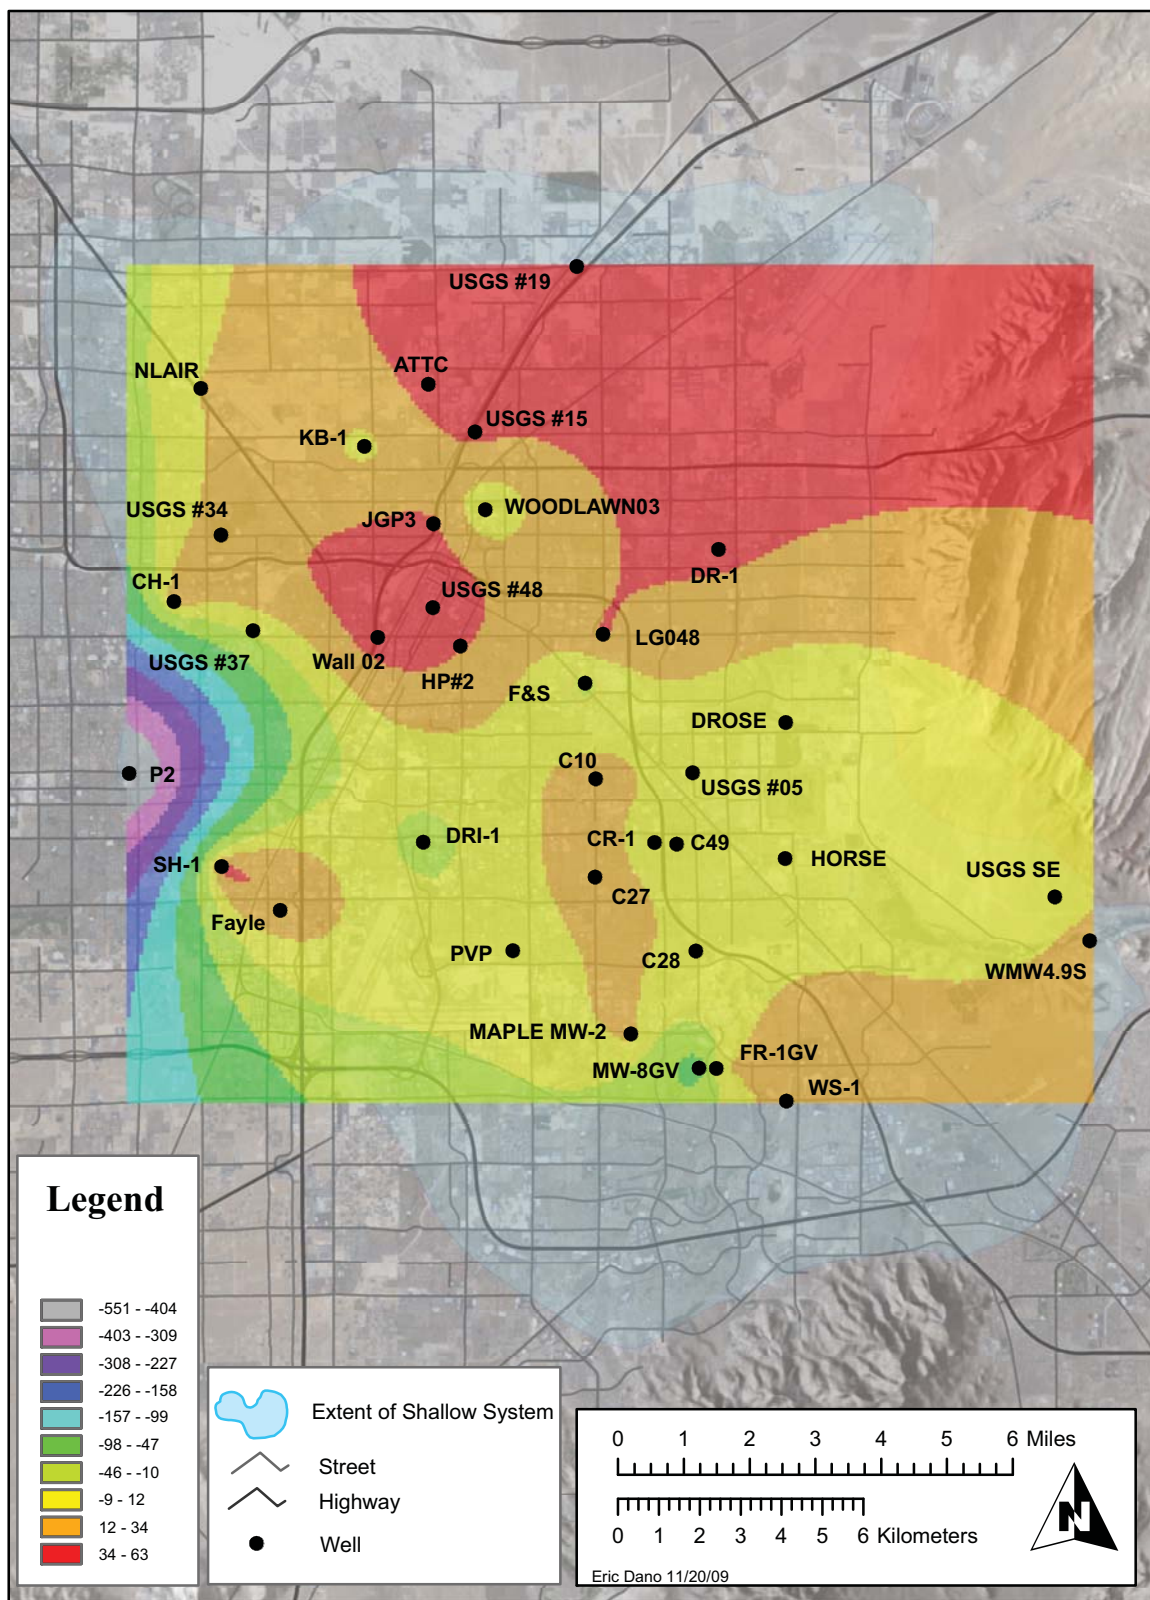 USGS #19
NLAIR
ATTC
USGS #15
KB-1
USGS #34
JGP3
WOODLAWN03
DR-1
CH-1
USGS #48
USGS #37
Wall 02
HP#2
LG048
F&S
DROSE
P2
C10
USGS #05
SH-1
DRI-1
CR-1
C49
HORSE
USGS SE
C27
Fayle
PVP
C28
WMW4.9S
MAPLE MW-2
MW-8GV
FR-1GV
WS-1
Legend
-551 - -404
-403 - -309
-308 - -227
-226 - -158
-157 - -99
-98 - -47
-46 - -10
-9 - 12
12 - 34
34 - 63
Extent of Shallow System
Street
Highway
Well
0 1 2 3 4 5 6 Miles
0 1 2 3 4 5 6 Kilometers
N
Eric Dano 11/20/09